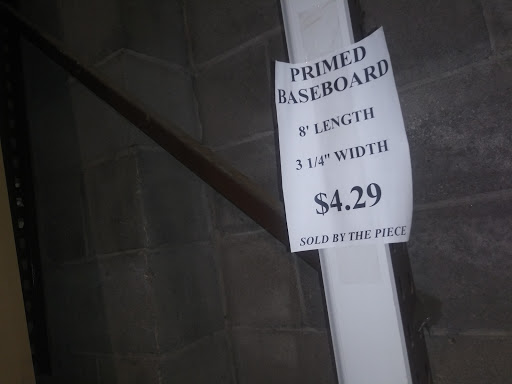 PRIMED
BASEBOARD
8' LENGTH
3 1/4" WIDTH
$4.29
SOLD BY THE PIECE